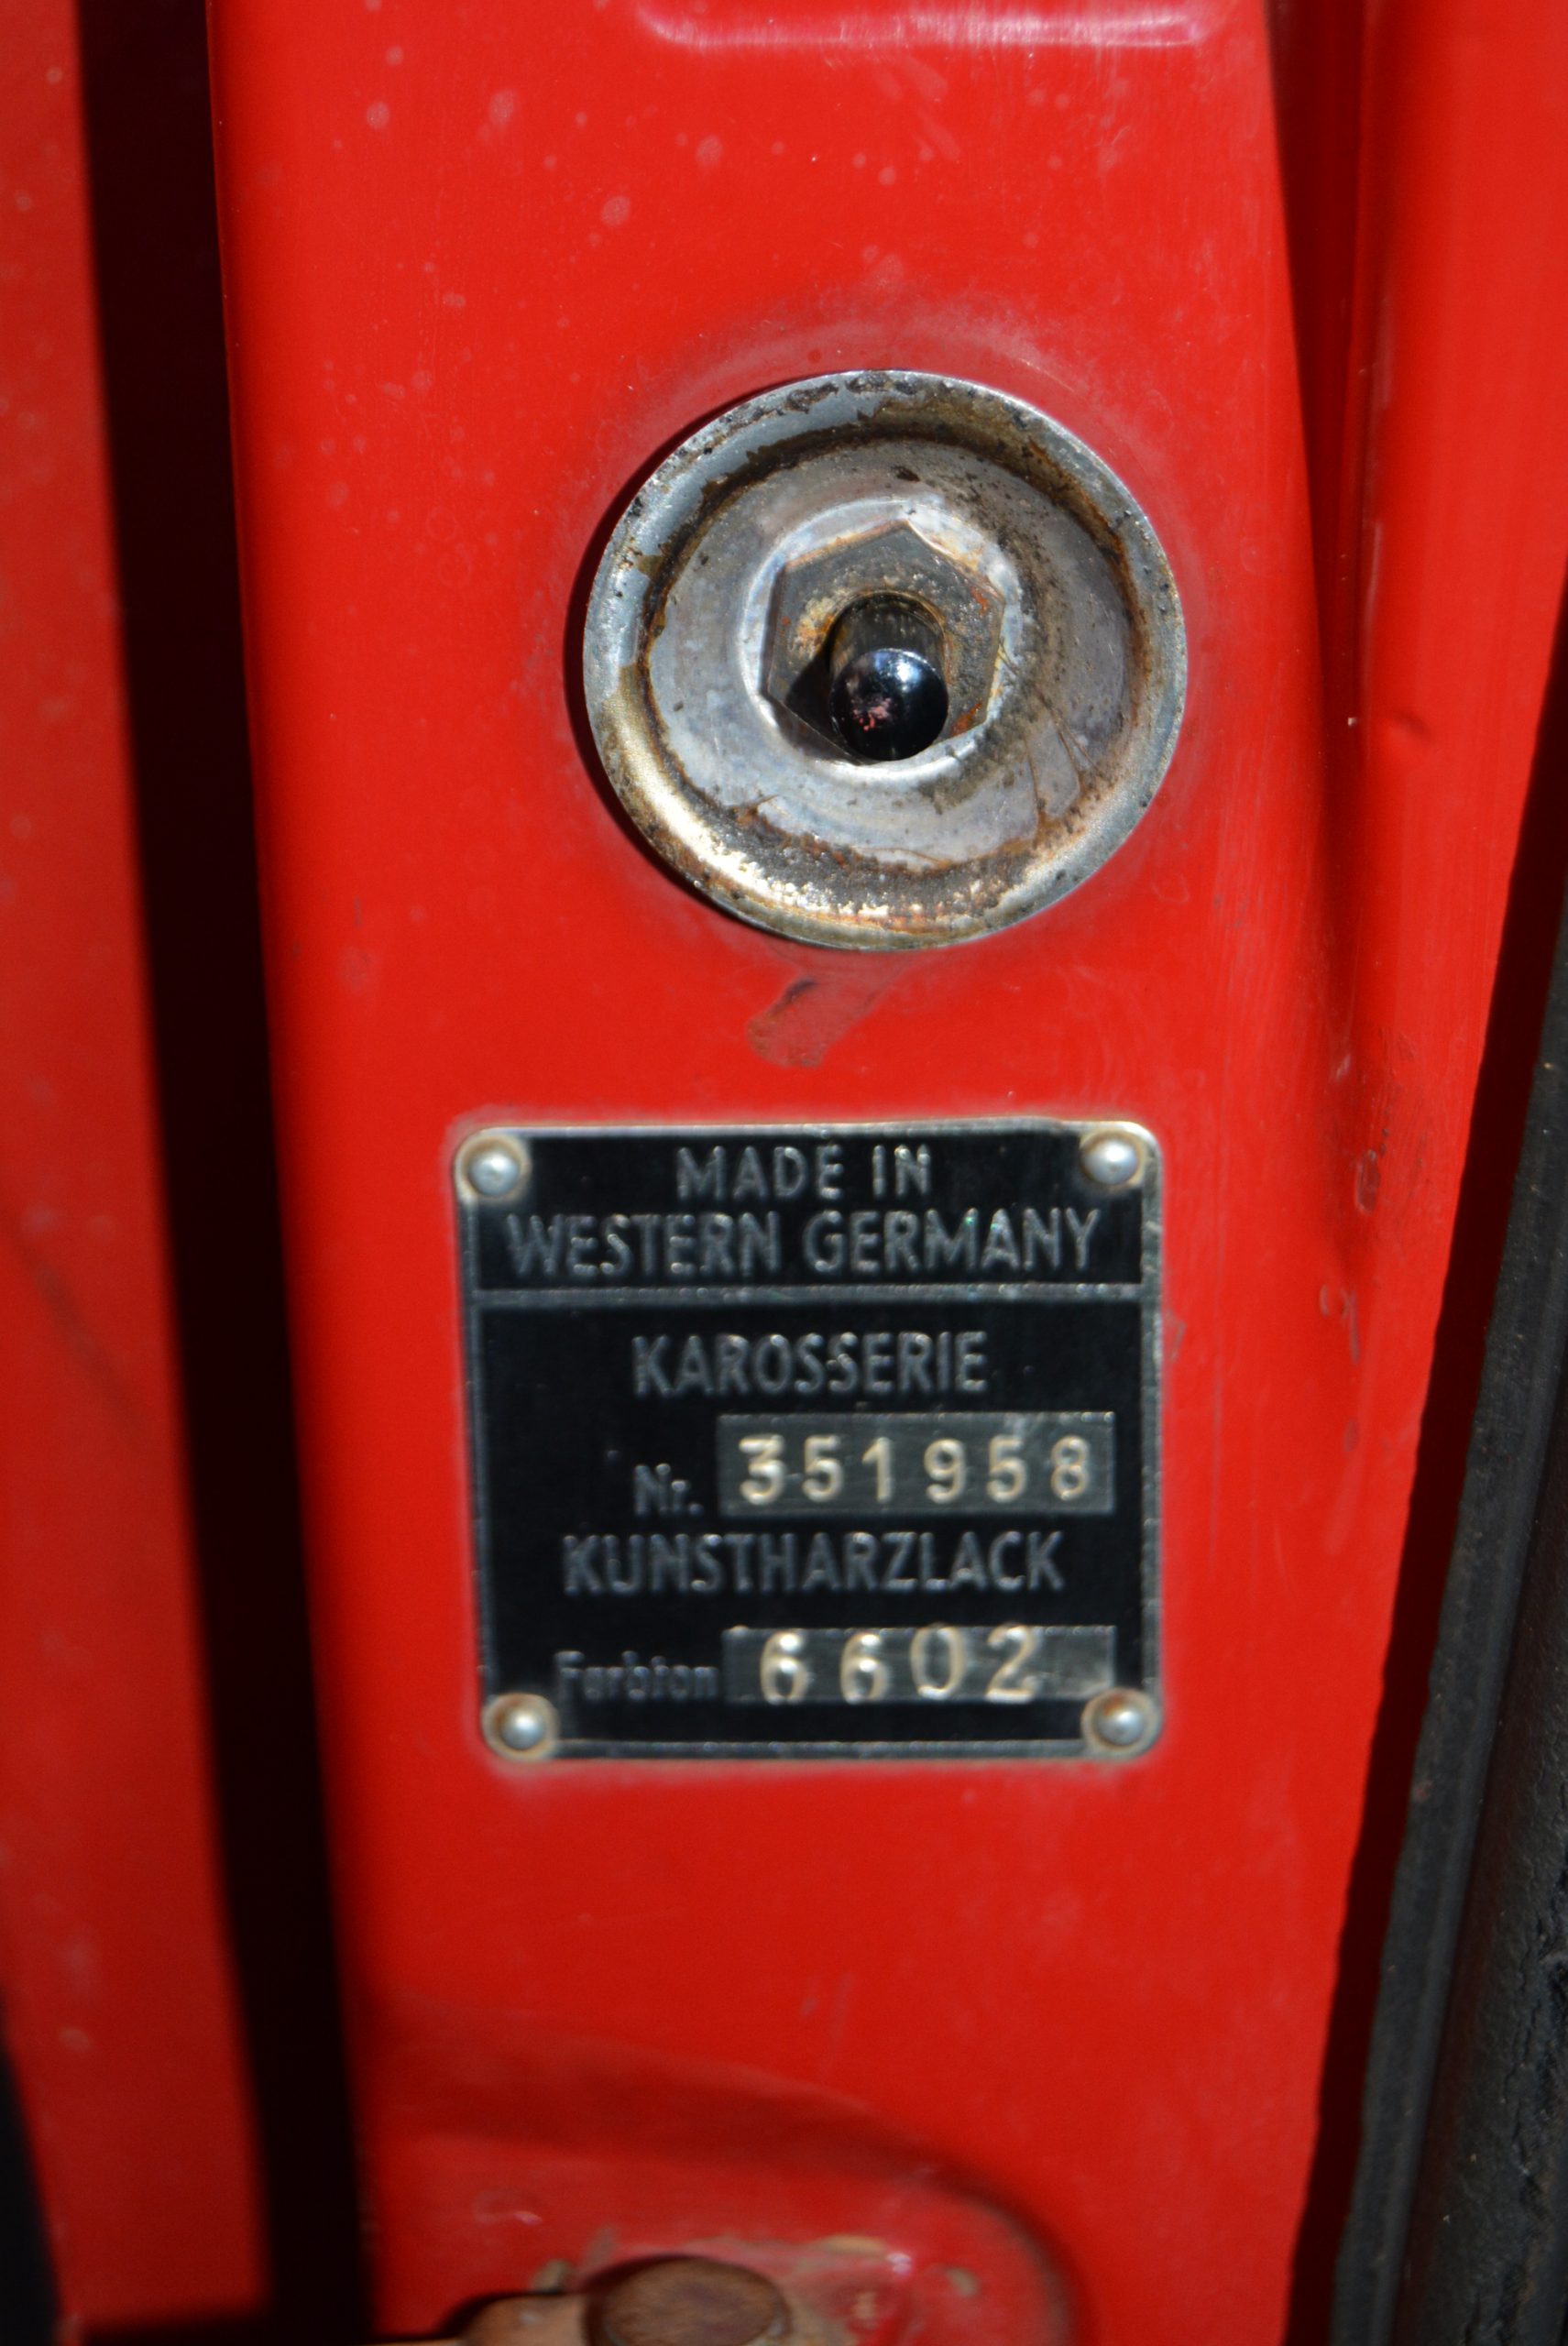 MADE IN
WESTERN GERMANY
KAROSSERIE
Nr. 351958
KUNSTHARZLACK
Farbton 6602